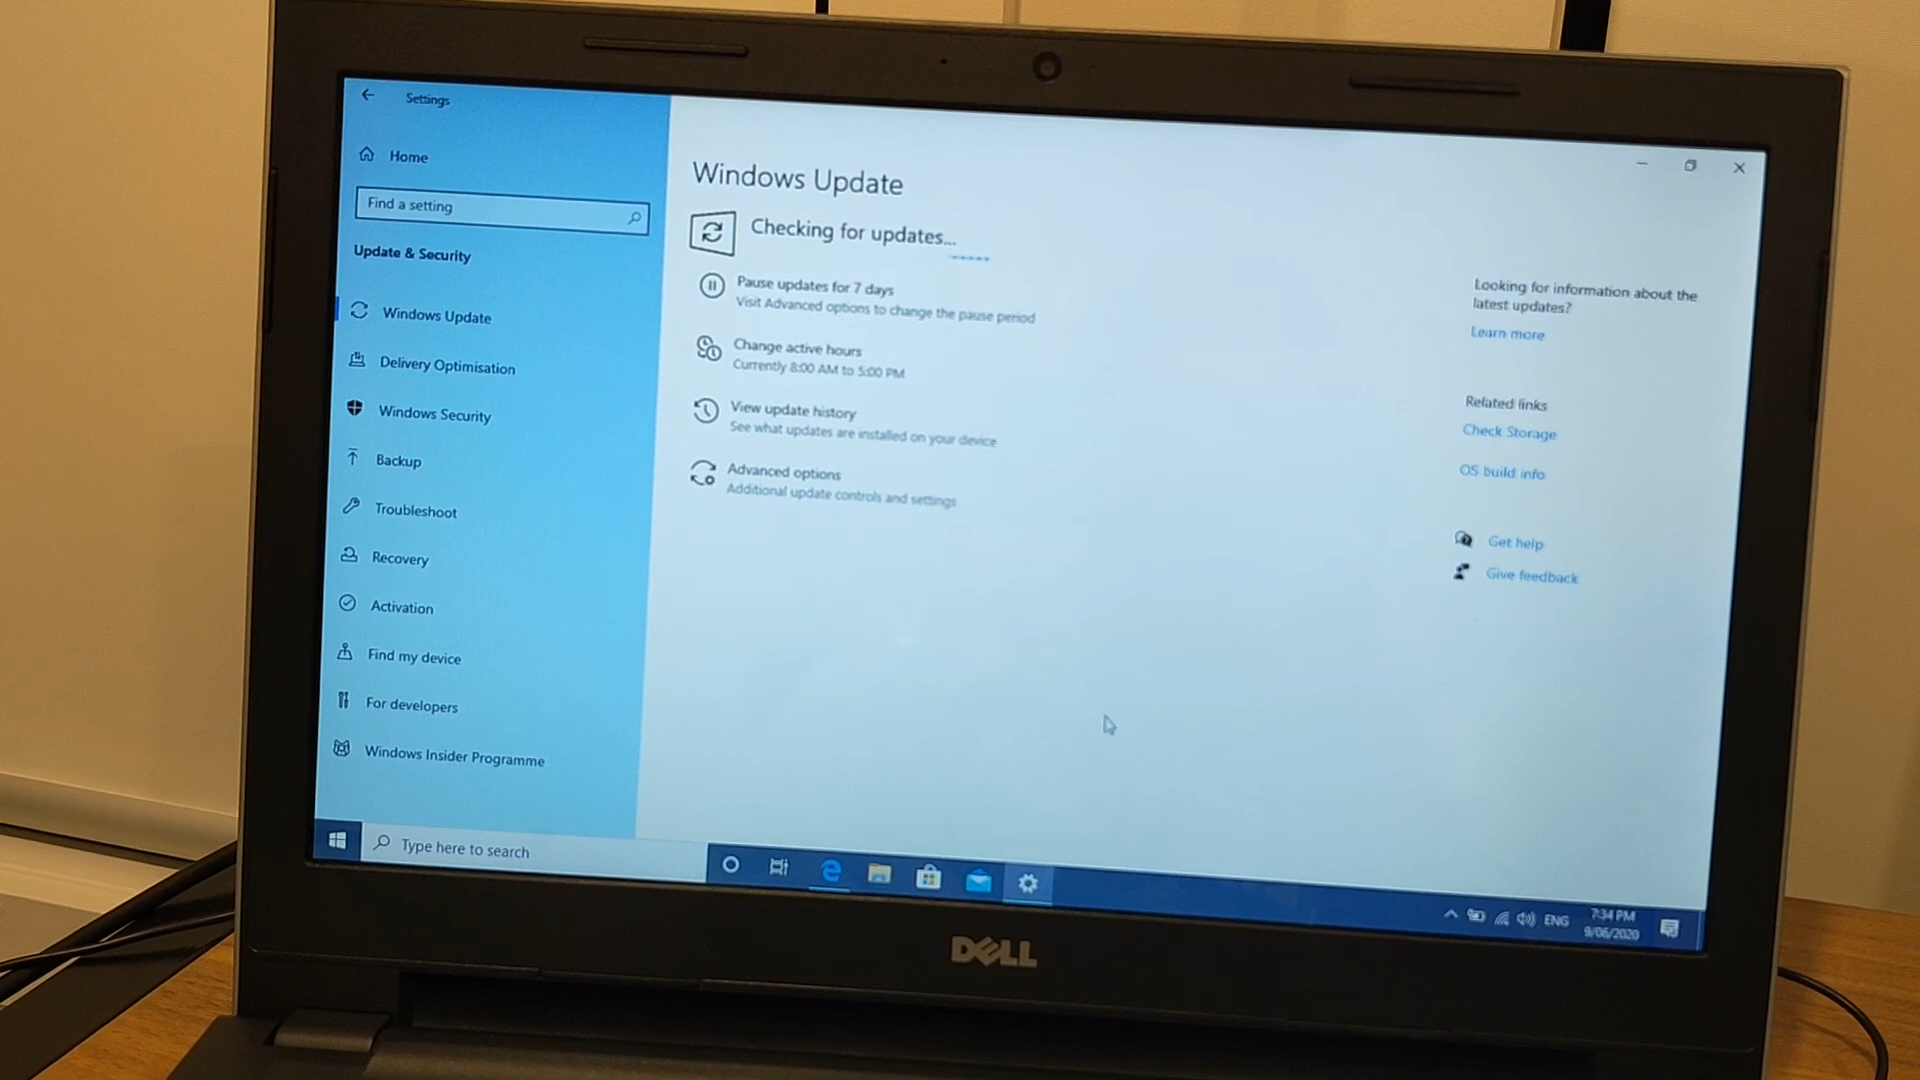 Settings
Home
Find a setting
Update & Security
Windows Update
Delivery Optimisation
Windows Security
Backup
Troubleshoot
Recovery
Activation
Find my device
For developers
Windows Insider Programme
Windows Update
Checking for updates...
Pause updates for 7 days
Visit Advanced options to change the pause period
Change active hours
Currently 8:00 AM to 5:00 PM
View update history
See what updates are installed on your device
Advanced options
Additional update controls and settings
Looking for information about the
latest updates?
Learn more
Related links
Check Storage
OS build info
Get help
Give feedback
Type here to search
ENG
7:34 PM
9/06/2020
DELL